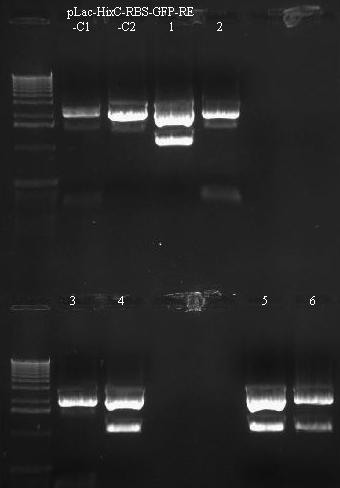 pLac-HixC-RBS-GFP-RE
-C1 -C2 1 2
3 4 5 6